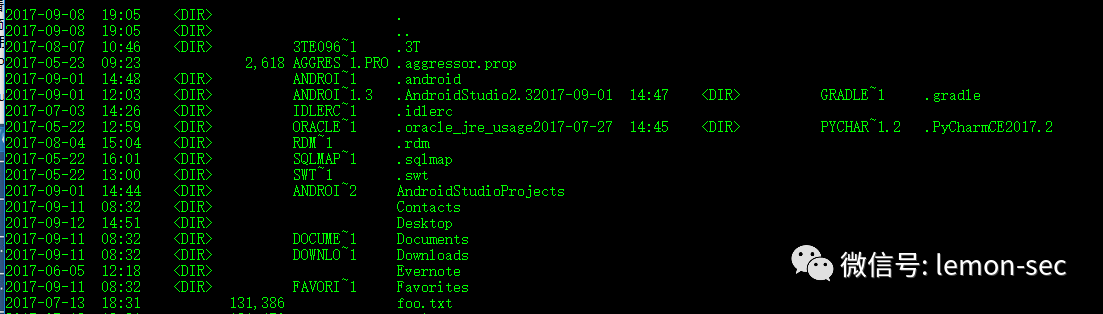 2017-09-08  19:05    <DIR>                       .
2017-09-08  19:05    <DIR>                       ..
2017-08-07  10:46    <DIR>          3TE096~1     .3T
2017-05-23  09:23             2,618 AGGRES~1.PRO .aggressor.prop
2017-09-01  14:48    <DIR>          ANDROI~1     .android
2017-09-01  12:03    <DIR>          ANDROI~1.3   .AndroidStudio2.32017-09-01  14:47    <DIR>          GRADLE~1     .gradle
2017-07-03  14:26    <DIR>          IDLERC~1     .idlerc
2017-05-22  12:59    <DIR>          ORACLE~1     .oracle_jre_usage2017-07-27  14:45    <DIR>          PYCHAR~1.2   .PyCharmCE2017.2
2017-08-04  15:04    <DIR>          RDM~1        .rdm
2017-05-22  16:01    <DIR>          SQLMAP~1     .sqlmap
2017-05-22  13:00    <DIR>          SWT~1        .swt
2017-09-01  14:44    <DIR>          ANDROI~2     AndroidStudioProjects
2017-09-11  08:32    <DIR>                       Contacts
2017-09-12  14:51    <DIR>                       Desktop
2017-09-11  08:32    <DIR>          DOCUME~1     Documents
2017-09-11  08:32    <DIR>          DOWNLO~1     Downloads
2017-06-05  12:18    <DIR>                       Evernote
2017-09-11  08:32    <DIR>          FAVORI~1     Favorites
2017-07-13  18:31           131,386              foo.txt
微信号: lemon-sec